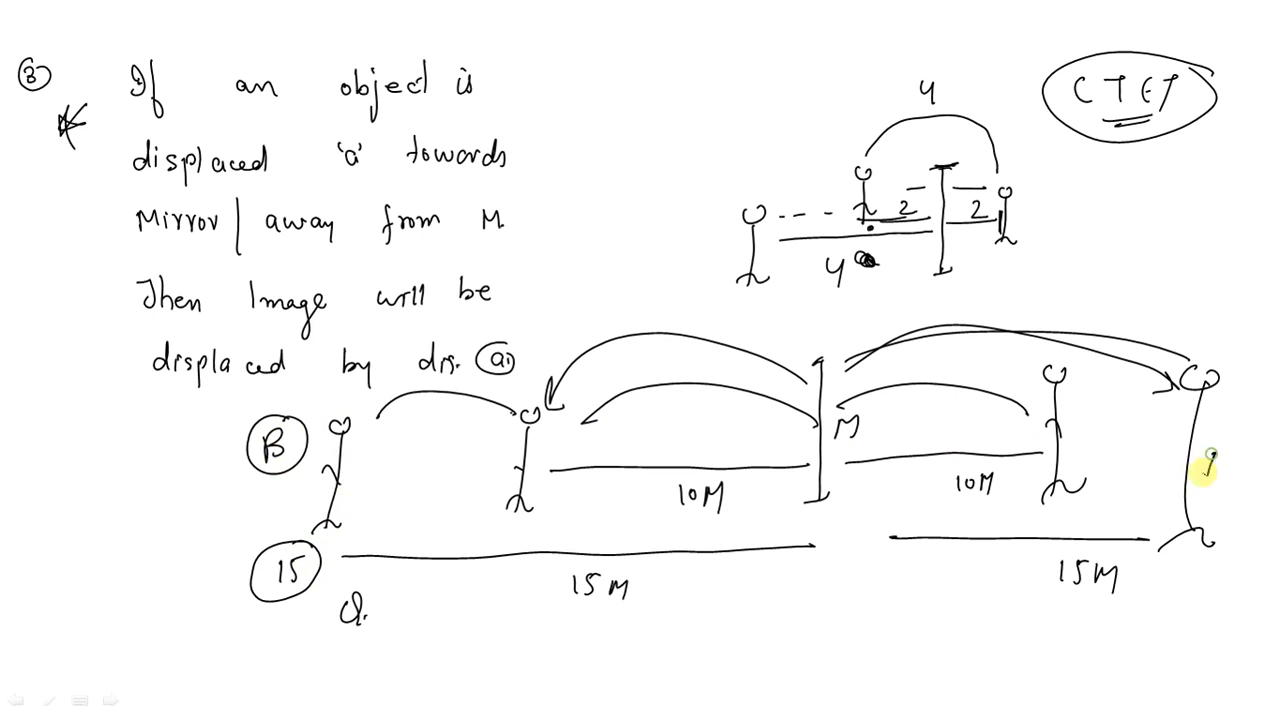 3
If an object is
displaced 'a' towards
Mirror | away from M.
Then Image will be
displaced by dis. a
CTET
4
2 2
4
B
M
10M
10M
15
15M
15M
Q.